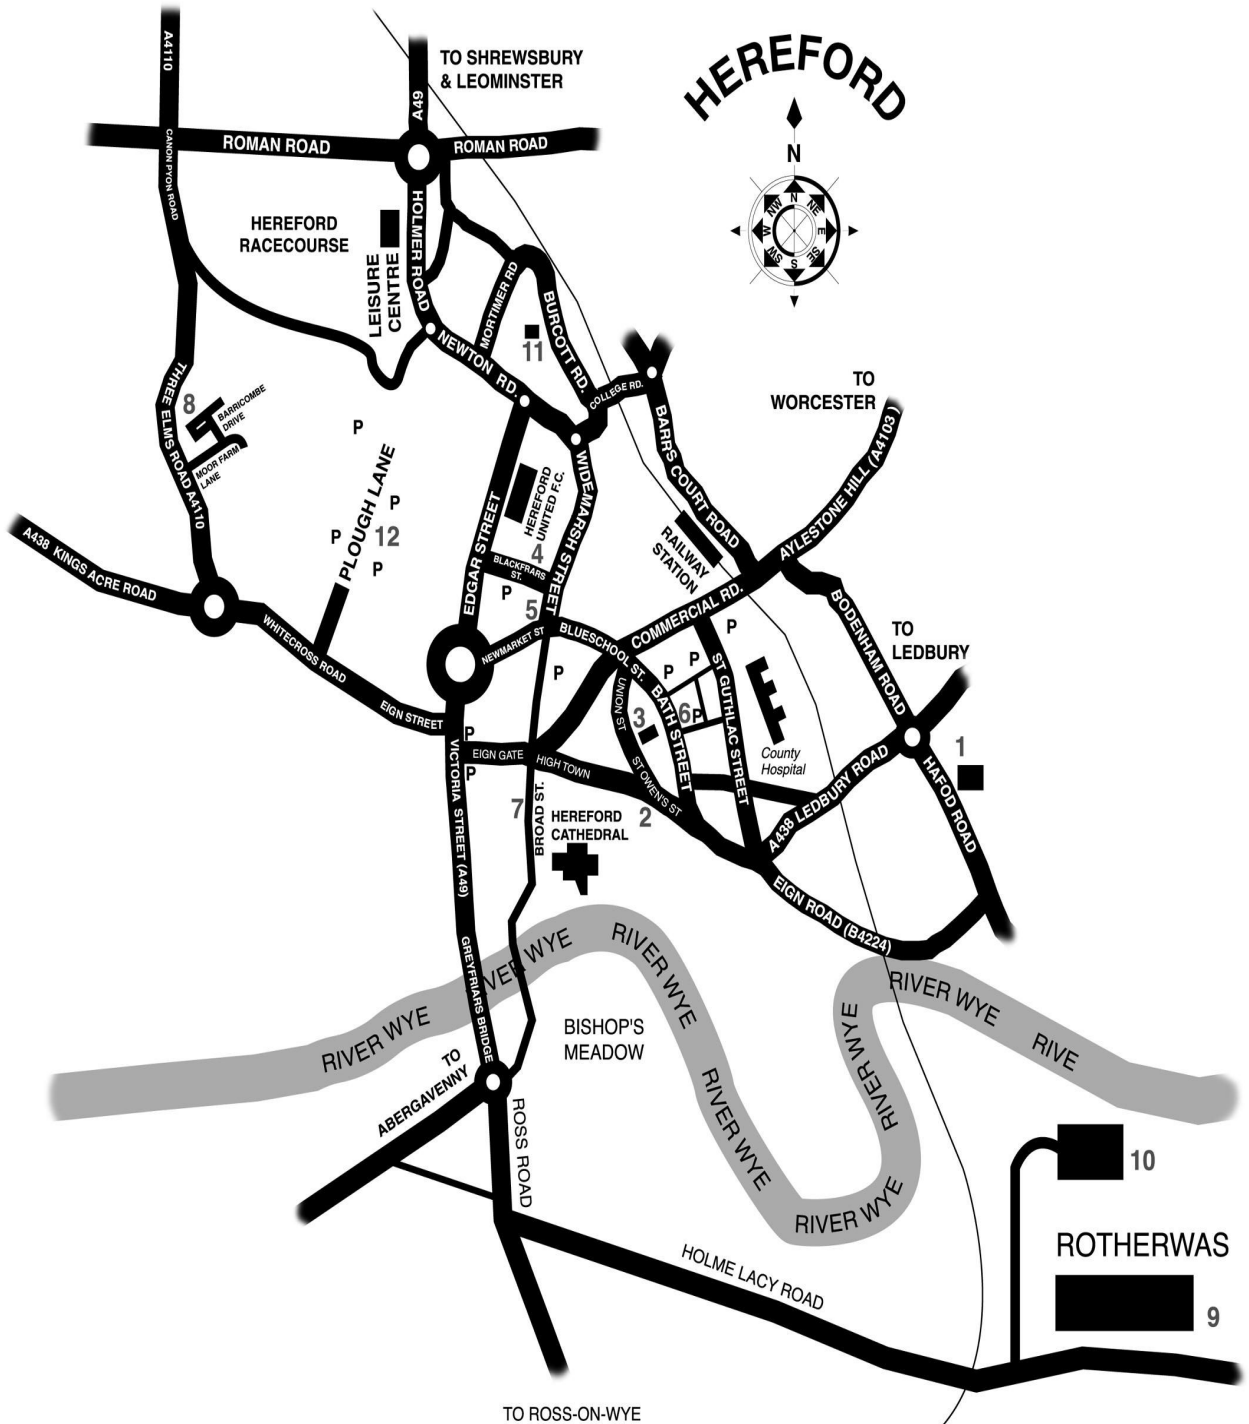 HEREFORD
N
N
NE
E
SE
S
SW
W
NW
A4110
A49
TO SHREWSBURY
& LEOMINSTER
ROMAN ROAD
ROMAN ROAD
CANON PYON ROAD
HEREFORD
RACECOURSE
LEISURE
CENTRE
HOLMER ROAD
MORTIMER RD
BURCOTT RD.
11
NEWTON RD.
COLLEGE RD.
TO
WORCESTER
THREE ELMS ROAD A4110
8
BARRICOMBE
DRIVE
MOOR FARM
LANE
P
PLOUGH LANE
P
P
12
P
BARRS COURT ROAD
AYLESTONE HILL (A4103)
WIDEMARSH STREET
HEREFORD
UNITED F.C.
EDGAR STREET
4
BLACKFRIARS
ST.
P
5
RAILWAY
STATION
A438 KINGS ACRE ROAD
WHITECROSS ROAD
EIGN STREET
NEWMARKET ST
BLUESCHOOL ST.
COMMERCIAL RD.
P
BODENHAM ROAD
TO
LEDBURY
P
P
P
UNION ST
BATH STREET
ST GUTHLAC STREET
3
6
P
County
Hospital
1
HAFOD ROAD
P
EIGN GATE
HIGH TOWN
P
ST OWEN'S ST
A438 LEDBURY ROAD
VICTORIA STREET (A49)
7
BROAD ST.
HEREFORD
CATHEDRAL
2
EIGN ROAD (B4224)
GREYFRIARS BRIDGE
RIVER WYE
VER WYE
RIVER WYE
RIVER WYE
RIVER WYE
RIVER WYE
RIVER WYE
RIVE
BISHOP'S
MEADOW
TO
ABERGAVENNY
ROSS ROAD
10
ROTHERWAS
9
HOLME LACY ROAD
TO ROSS-ON-WYE